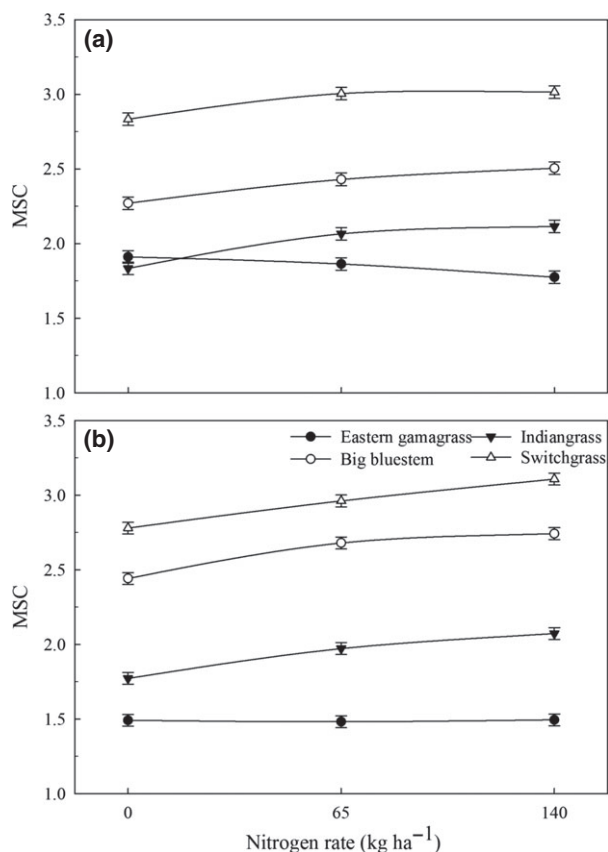 (a)
3.5
3.0
2.5
2.0
1.5
1.0
MSC
(b)
Eastern gamagrass
Indiangrass
Big bluestem
Switchgrass
3.5
3.0
2.5
2.0
1.5
1.0
MSC
0
65
140
Nitrogen rate (kg ha⁻¹)